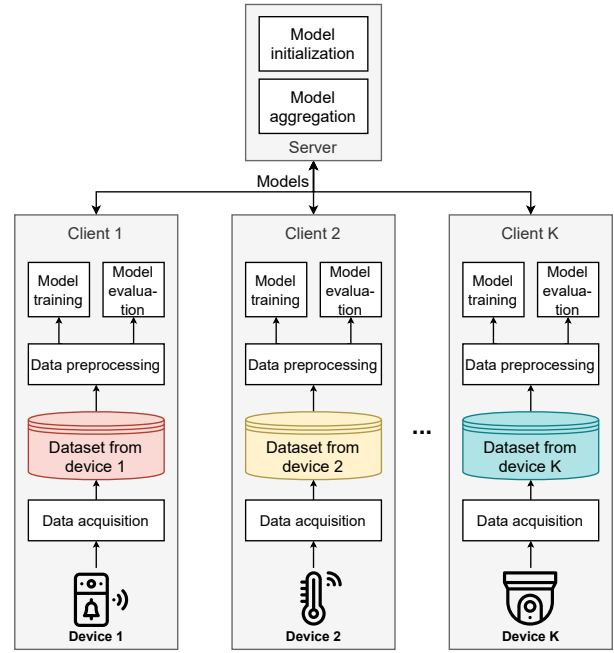 Model
initialization
Model
aggregation
Server
Models
Client 1
Model
training
Model
evalua-
tion
Data preprocessing
Dataset from
device 1
Data acquisition
Device 1
Client 2
Model
training
Model
evalua-
tion
Data preprocessing
Dataset from
device 2
Data acquisition
Device 2
...
Client K
Model
training
Model
evalua-
tion
Data preprocessing
Dataset from
device K
Data acquisition
Device K